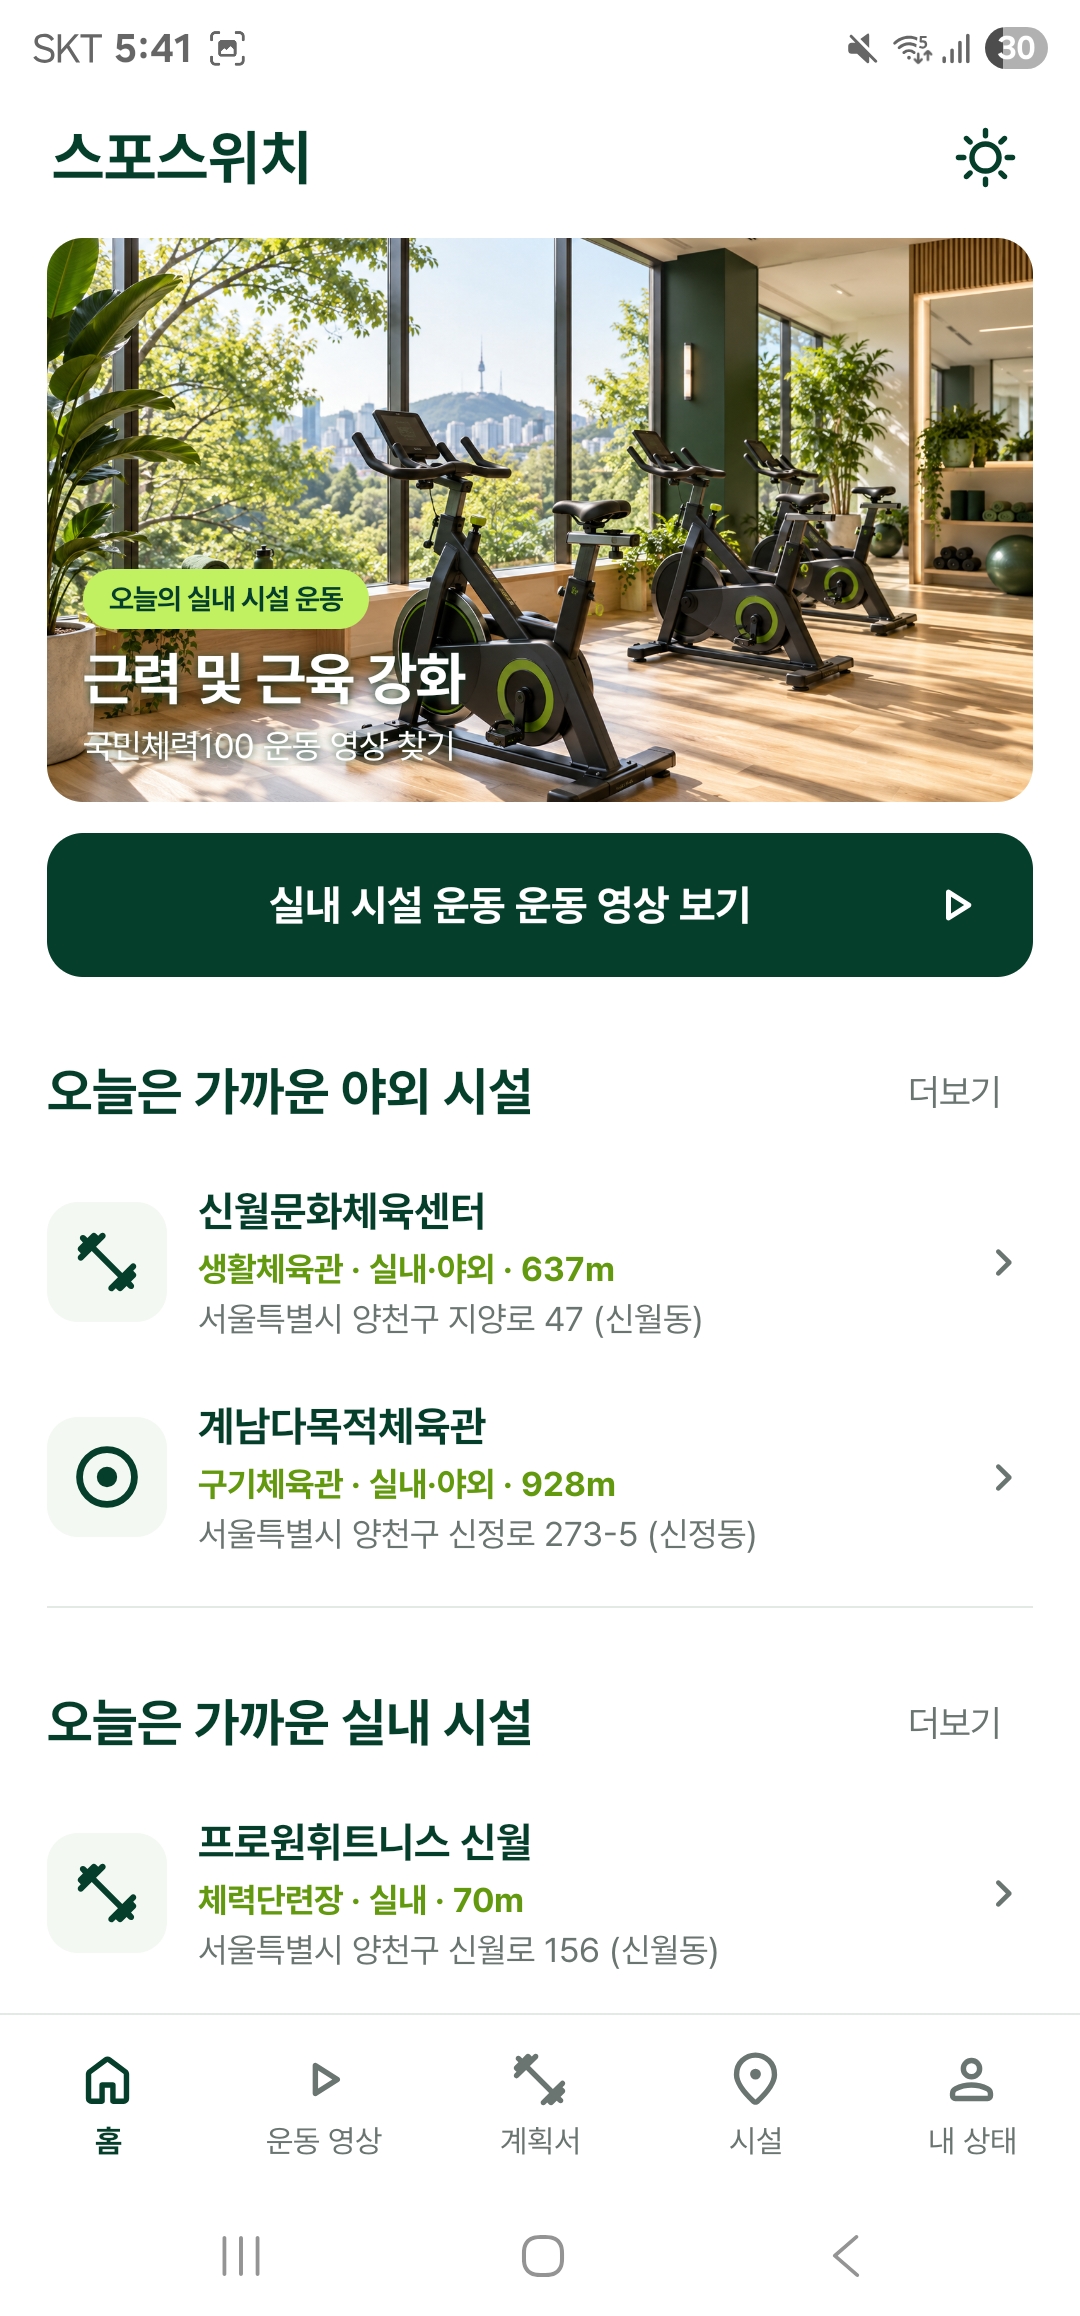 SKT 5:41
5
30
스포스위치
오늘의 실내 시설 운동
근력 및 근육 강화
국민체력100 운동 영상 찾기
실내 시설 운동 운동 영상 보기
오늘은 가까운 야외 시설
더보기
신월문화체육센터
생활체육관 · 실내·야외 · 637m
서울특별시 양천구 지양로 47 (신월동)
계남다목적체육관
구기체육관 · 실내·야외 · 928m
서울특별시 양천구 신정로 273-5 (신정동)
오늘은 가까운 실내 시설
더보기
프로원휘트니스 신월
체력단련장 · 실내 · 70m
서울특별시 양천구 신월로 156 (신월동)
홈
운동 영상
계획서
시설
내 상태